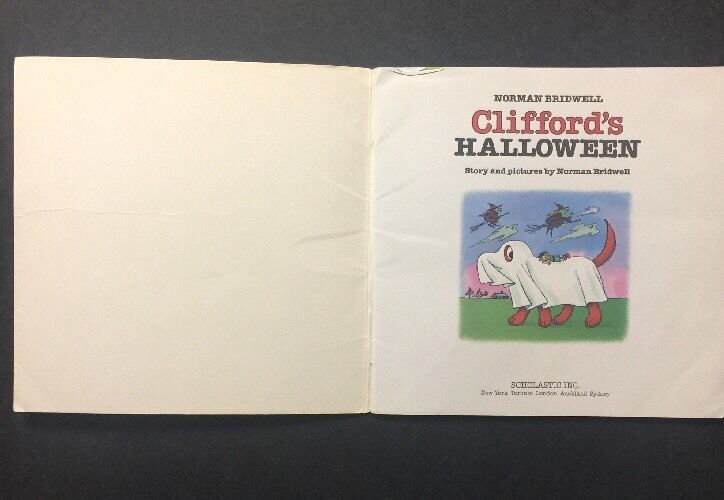 NORMAN BRIDWELL
Clifford's
HALLOWEEN
Story and pictures by Norman Bridwell
SCHOLASTIC INC.
New York Toronto London Auckland Sydney